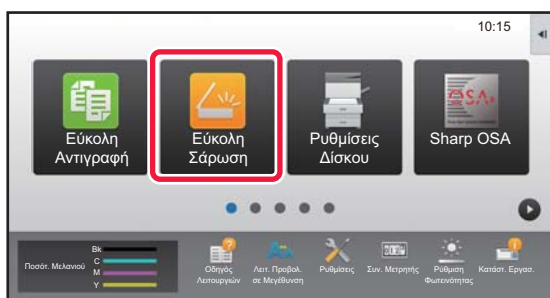 10:15
Εύκολη
Αντιγραφή
Εύκολη
Σάρωση
Ρυθμίσεις
Δίσκου
OSA
Sharp OSA
Ποσότ. Μελανιού
Bk
C
M
Y
Οδηγός
Λειτουργιών
Λειτ. Προβολ.
σε Μεγέθυνση
Ρυθμίσεις
Συν. Μετρητής
Ρύθμιση
Φωτεινότητας
Κατάστ. Εργασ.